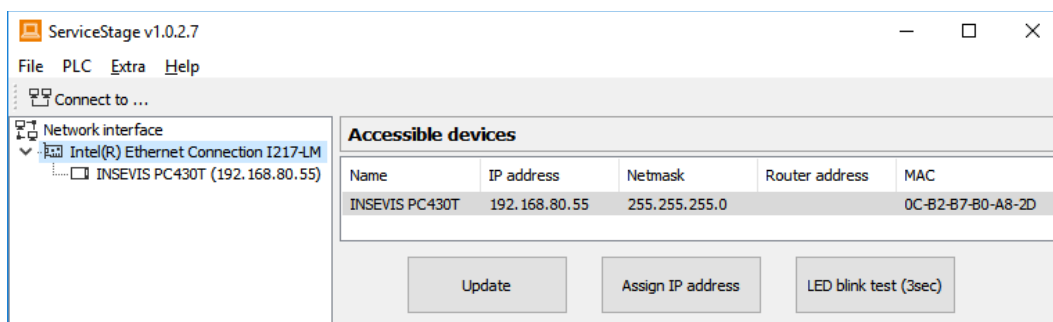 ServiceStage v1.0.2.7
File PLC Extra Help
Connect to ...
Network interface
Intel(R) Ethernet Connection I217-LM
INSEVIS PC430T (192.168.80.55)
Accessible devices
Name IP address Netmask Router address MAC
INSEVIS PC430T 192.168.80.55 255.255.255.0 0C-B2-B7-B0-A8-2D
Update Assign IP address LED blink test (3sec)